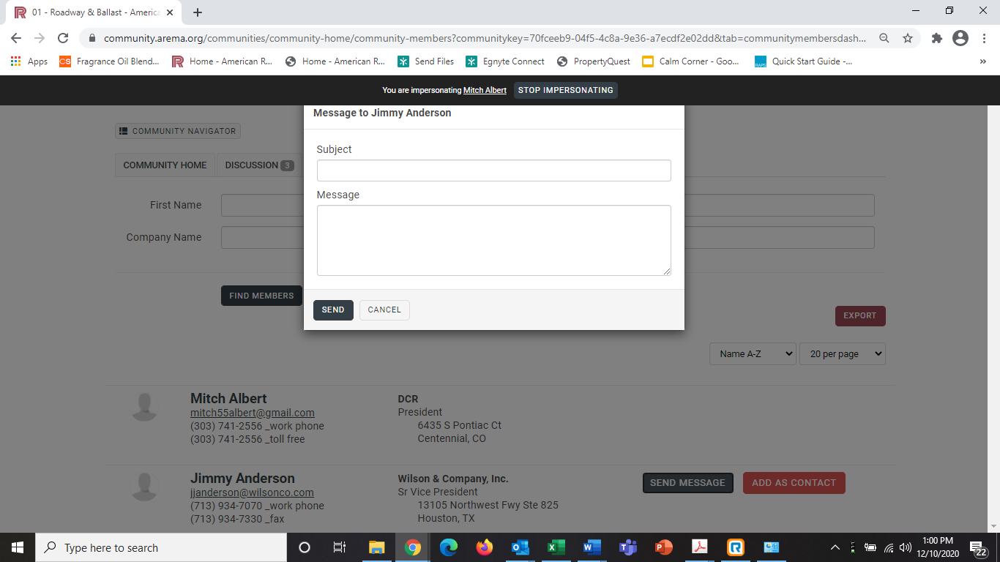 01 - Roadway & Ballast - America
community.arema.org/communities/community-home/community-members?communitykey=70fceeb9-04f5-4c8a-9e36-a7ecdf2e02dd&tab=communitymembersdash...
Apps Fragrance Oil Blend... Home - American R... Home - American R... Send Files Egnyte Connect PropertyQuest Calm Corner - Goo... Quick Start Guide -... »
You are impersonating Mitch Albert STOP IMPERSONATING
Message to Jimmy Anderson
COMMUNITY NAVIGATOR
Subject
COMMUNITY HOME DISCUSSION 3
Message
First Name
Company Name
FIND MEMBERS
SEND CANCEL
EXPORT
Name A-Z 20 per page
Mitch Albert DCR
mitch55albert@gmail.com President
(303) 741-2556 _work phone 6435 S Pontiac Ct
(303) 741-2556 _toll free Centennial, CO
Jimmy Anderson Wilson & Company, Inc. SEND MESSAGE ADD AS CONTACT
jjanderson@wilsonco.com Sr Vice President
(713) 934-7070 _work phone 13105 Northwest Fwy Ste 825
(713) 934-7330 _fax Houston, TX
Type here to search
1:00 PM
12/10/2020
22